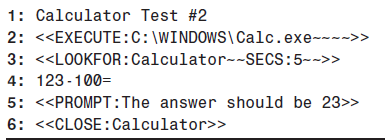 1: Calculator Test #2
2: <<EXECUTE:C:\WINDOWS\Calc.exe~~~~>>
3: <<LOOKFOR:Calculator~~SECS:5~~>>
4: 123-100=
5: <<PROMPT:The answer should be 23>>
6: <<CLOSE:Calculator>>